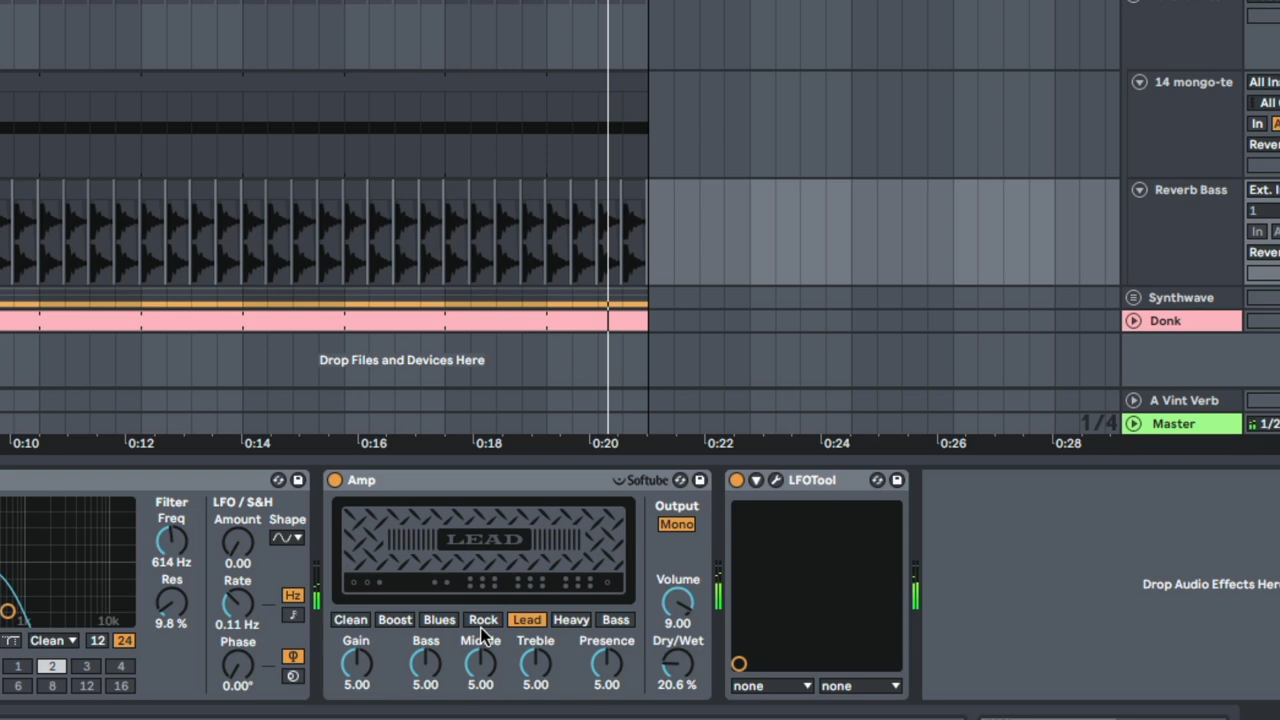 14 mongo-te
All In
All
In
Rever
Reverb Bass
Ext. I
1
In
Rever
Synthwave
Donk
Drop Files and Devices Here
A Vint Verb
1/4
Master
1/2
0:10 0:12 0:14 0:16 0:18 0:20 0:22 0:24 0:26 0:28
Filter
Freq
614 Hz
Res
9.8 %
10k
Clean 12 24
1 2 3 4
6 8 12 16
LFO / S&H
Amount Shape
0.00
Rate
Hz
0.11 Hz
Phase
0.00°
Amp
Softube
LEAD
Clean Boost Blues Rock Lead Heavy Bass
Gain Bass Middle Treble Presence
5.00 5.00 5.00 5.00 5.00
Output
Mono
Volume
9.00
Dry/Wet
20.6 %
LFOTool
none none
Drop Audio Effects Her